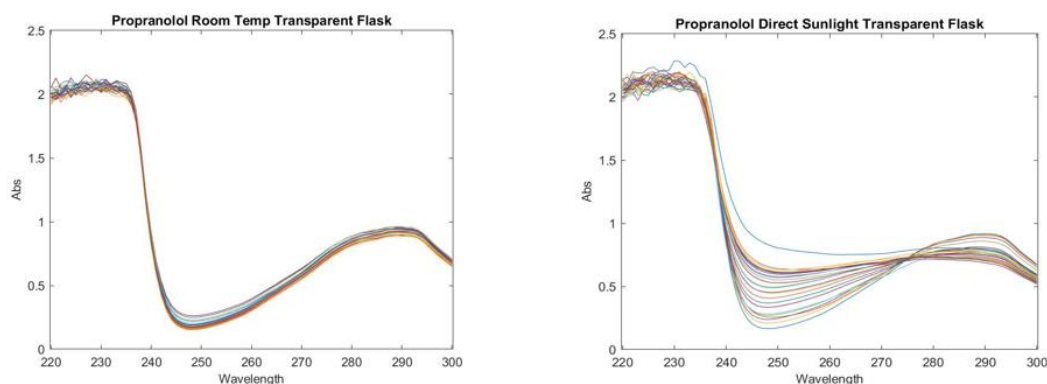 Propranolol Room Temp Transparent Flask
2.5
2
1.5
1
0.5
0
Abs
220 230 240 250 260 270 280 290 300
Wavelength
Propranolol Direct Sunlight Transparent Flask
2.5
2
1.5
1
0.5
0
Abs
220 230 240 250 260 270 280 290 300
Wavelength